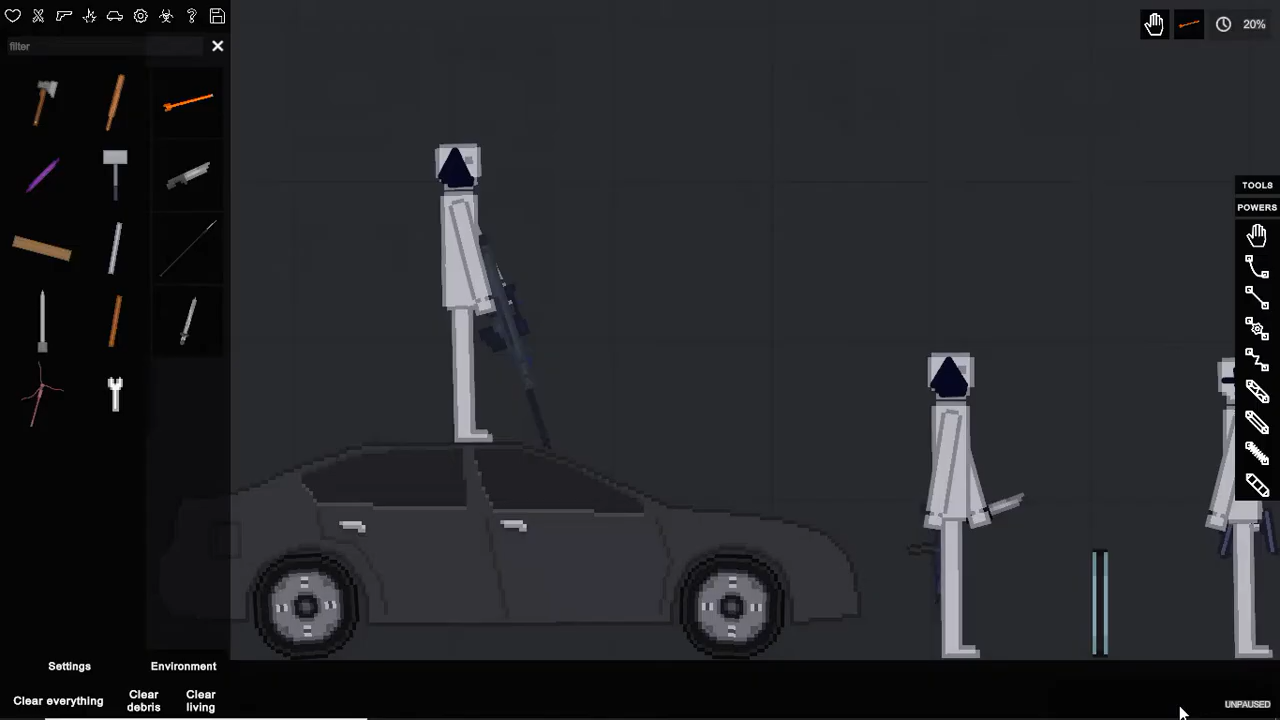 20%
filter
TOOLS
POWERS
Settings
Environment
Clear everything
Clear debris
Clear living
UNPAUSED